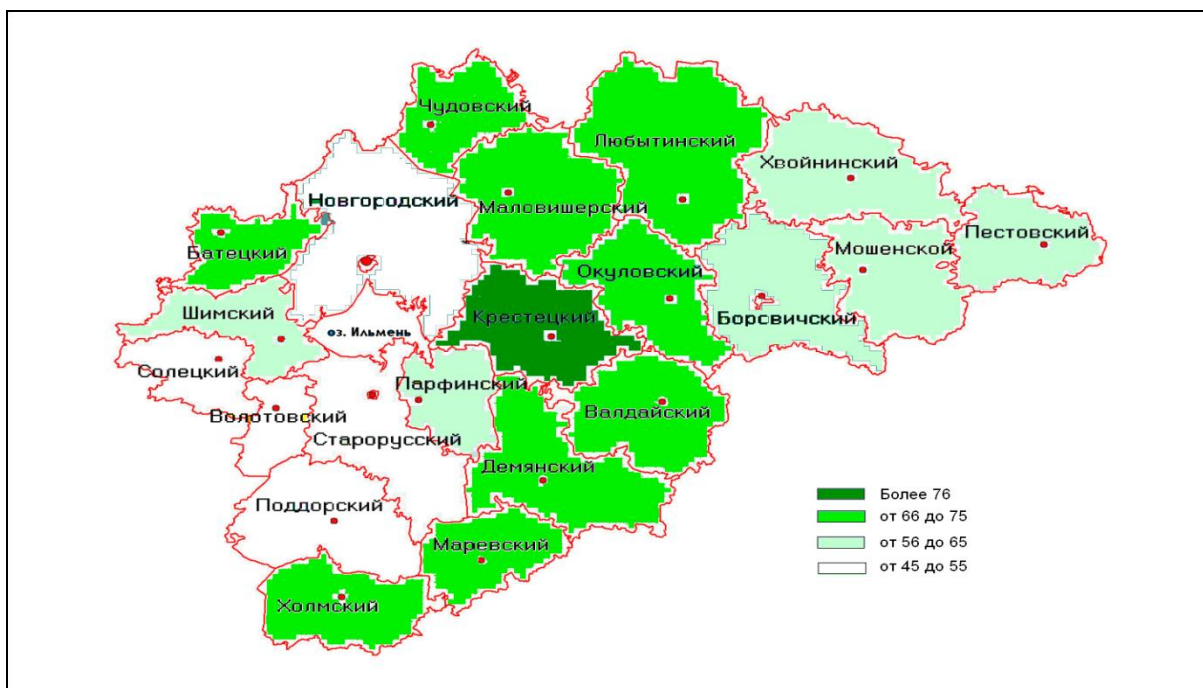 Чудовский
Любытинский
Хвойнинский
Новгородский
Маловишерский
Пестовский
Мошенской
Батецкий
Окуловский
Шимский
Крестецкий
Боровичский
оз. Ильмень
Солецкий
Парфинский
Волотовский
Валдайский
Старорусский
Демянский
Поддорский
Маревский
Холмский
Более 76
от 66 до 75
от 56 до 65
от 45 до 55